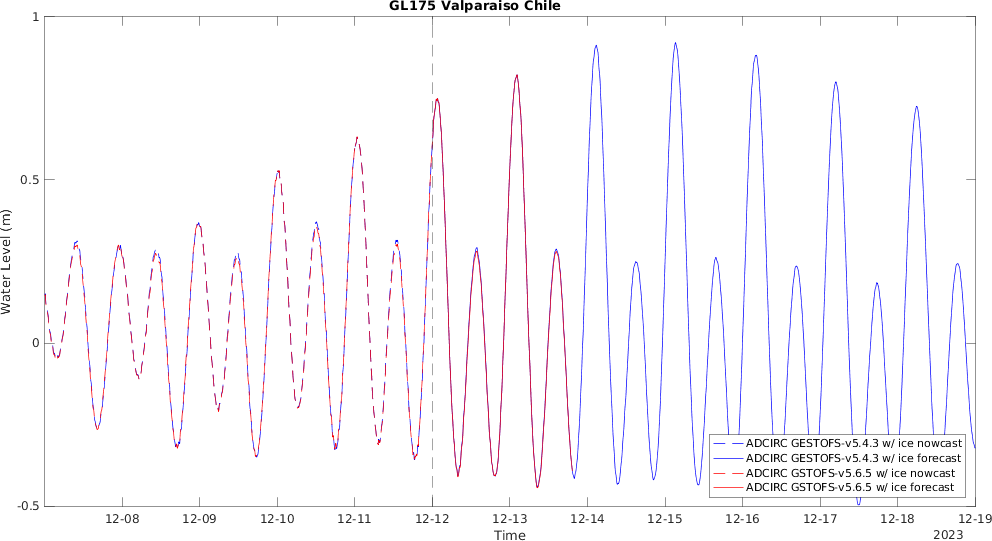 GL175 Valparaiso Chile
1
0.5
0
-0.5
Water Level (m)
12-08
12-09
12-10
12-11
12-12
12-13
12-14
12-15
12-16
12-17
12-18
12-19
Time
2023
ADCIRC GESTOFS-v5.4.3 w/ ice nowcast
ADCIRC GESTOFS-v5.4.3 w/ ice forecast
ADCIRC GSTOFS-v5.6.5 w/ ice nowcast
ADCIRC GSTOFS-v5.6.5 w/ ice forecast